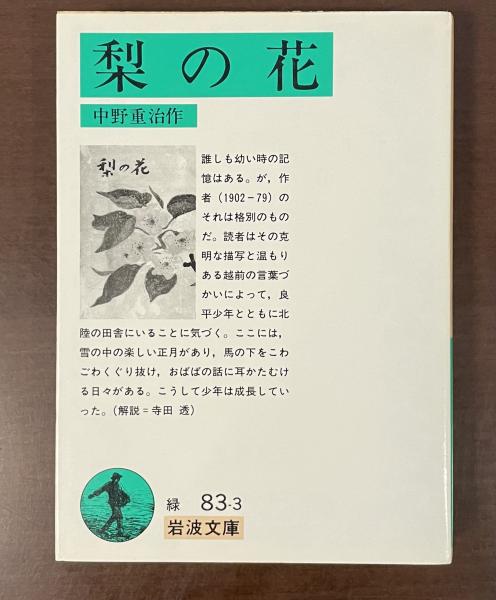 梨の花
中野重治作
梨の花
誰しも幼い時の記
憶はある。が,作
者(1902-79)の
それは格別のもの
だ。読者はその克
明な描写と温もり
ある越前の言葉づ
かいによって,良
平少年とともに北
陸の田舎にいることに気づく。ここには,
雪の中の楽しい正月があり,馬の下をこわ
ごわくぐり抜け,おばばの話に耳かたむけ
る日々がある。こうして少年は成長してい
った。(解説=寺田 透)
緑 83-3
岩波文庫